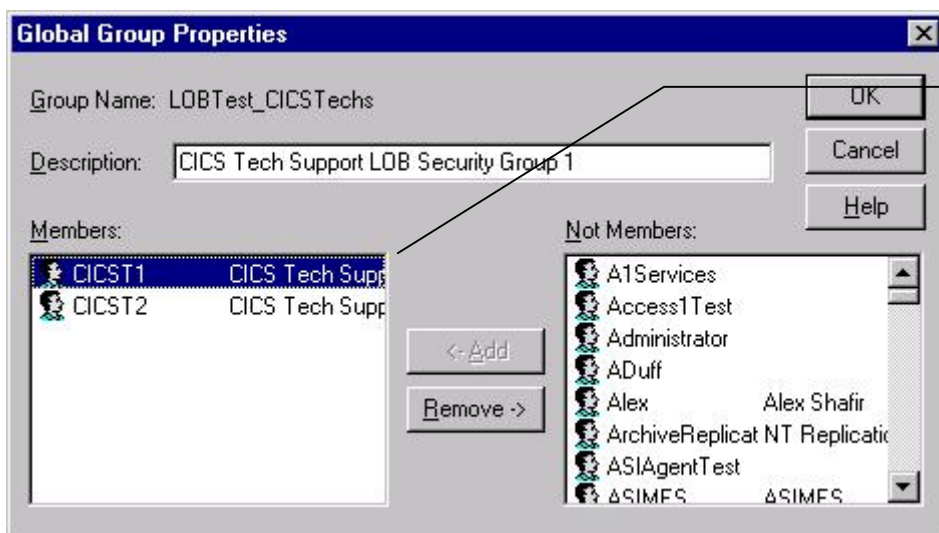 Global Group Properties
Group Name: LOBTest_CICSTechs
OK
Description: CICS Tech Support LOB Security Group 1
Cancel
Help
Members:
Not Members:
CICST1 CICS Tech Supp
CICST2 CICS Tech Supp
<- Add
Remove ->
A1Services
Access1Test
Administrator
ADuff
Alex Alex Shafir
ArchiveReplicat NT Replicatic
ASIAgentTest
ASIMES ASIMES